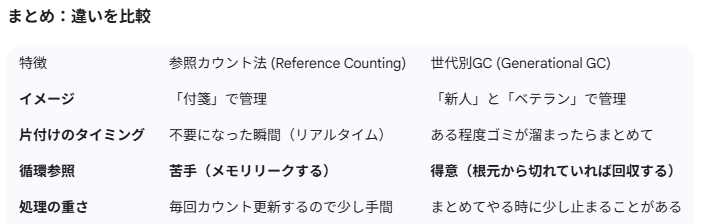 まとめ：違いを比較
特徴 参照カウント法 (Reference Counting) 世代別GC (Generational GC)
イメージ 「付箋」で管理 「新人」と「ベテラン」で管理
片付けのタイミング 不要になった瞬間（リアルタイム） ある程度ゴミが溜まったらまとめて
循環参照 苦手（メモリリークする） 得意（根元から切れていれば回収する）
処理の重さ 毎回カウント更新するので少し手間 まとめてやる時に少し止まることがある